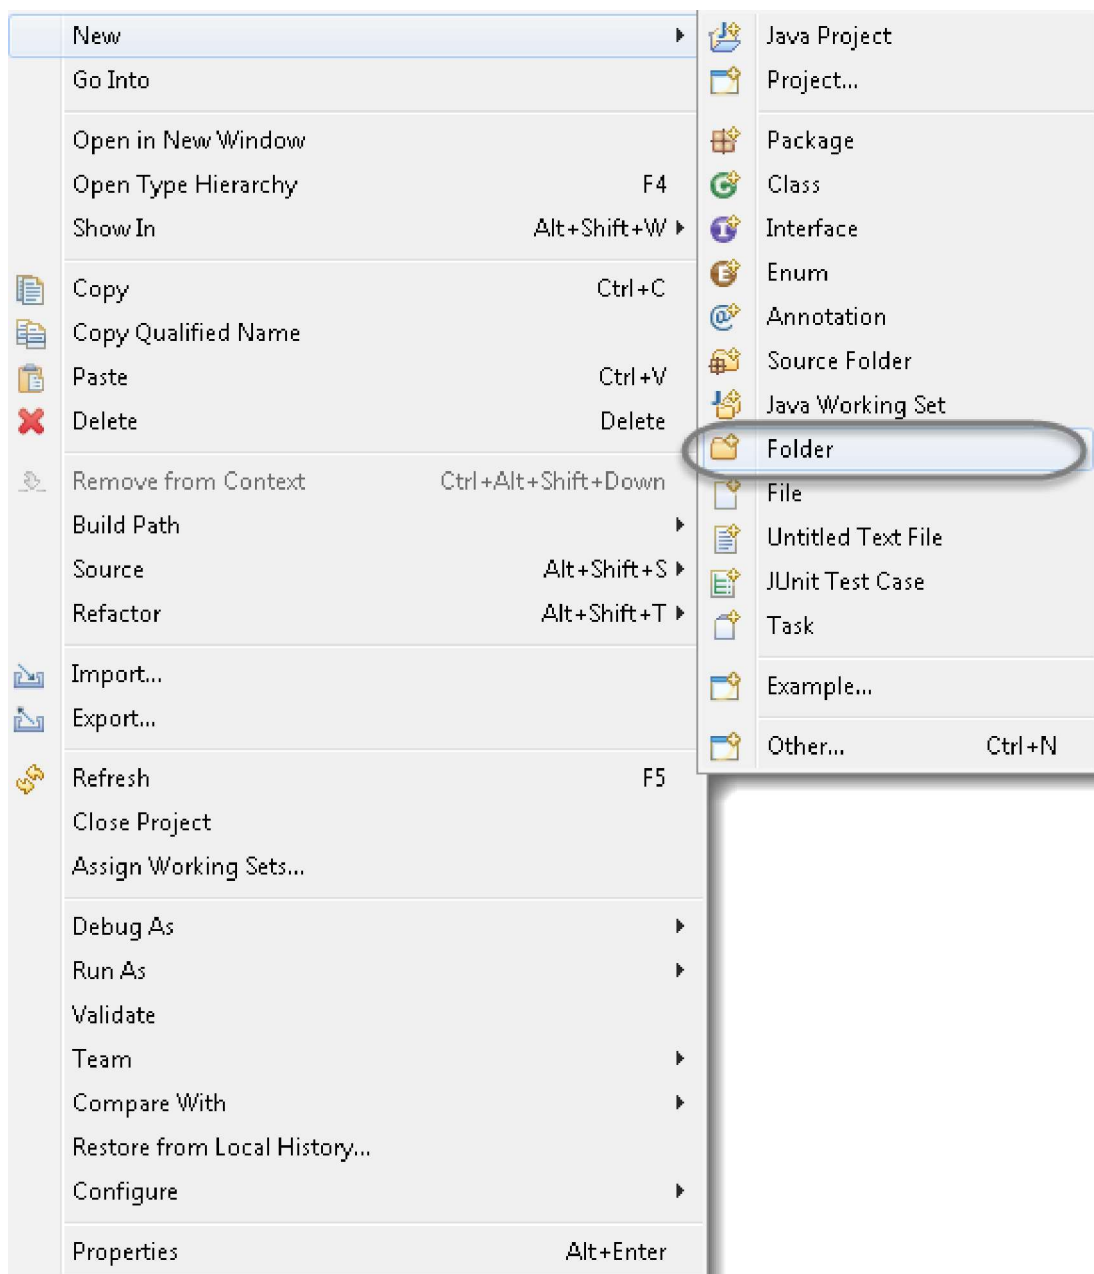 New
Go Into
Open in New Window
Open Type Hierarchy F4
Show In Alt+Shift+W
Copy Ctrl+C
Copy Qualified Name
Paste Ctrl+V
Delete Delete
Remove from Context Ctrl+Alt+Shift+Down
Build Path
Source Alt+Shift+S
Refactor Alt+Shift+T
Import...
Export...
Refresh F5
Close Project
Assign Working Sets...
Debug As
Run As
Validate
Team
Compare With
Restore from Local History...
Configure
Properties Alt+Enter
Java Project
Project...
Package
Class
Interface
Enum
Annotation
Source Folder
Java Working Set
Folder
File
Untitled Text File
JUnit Test Case
Task
Example...
Other... Ctrl+N